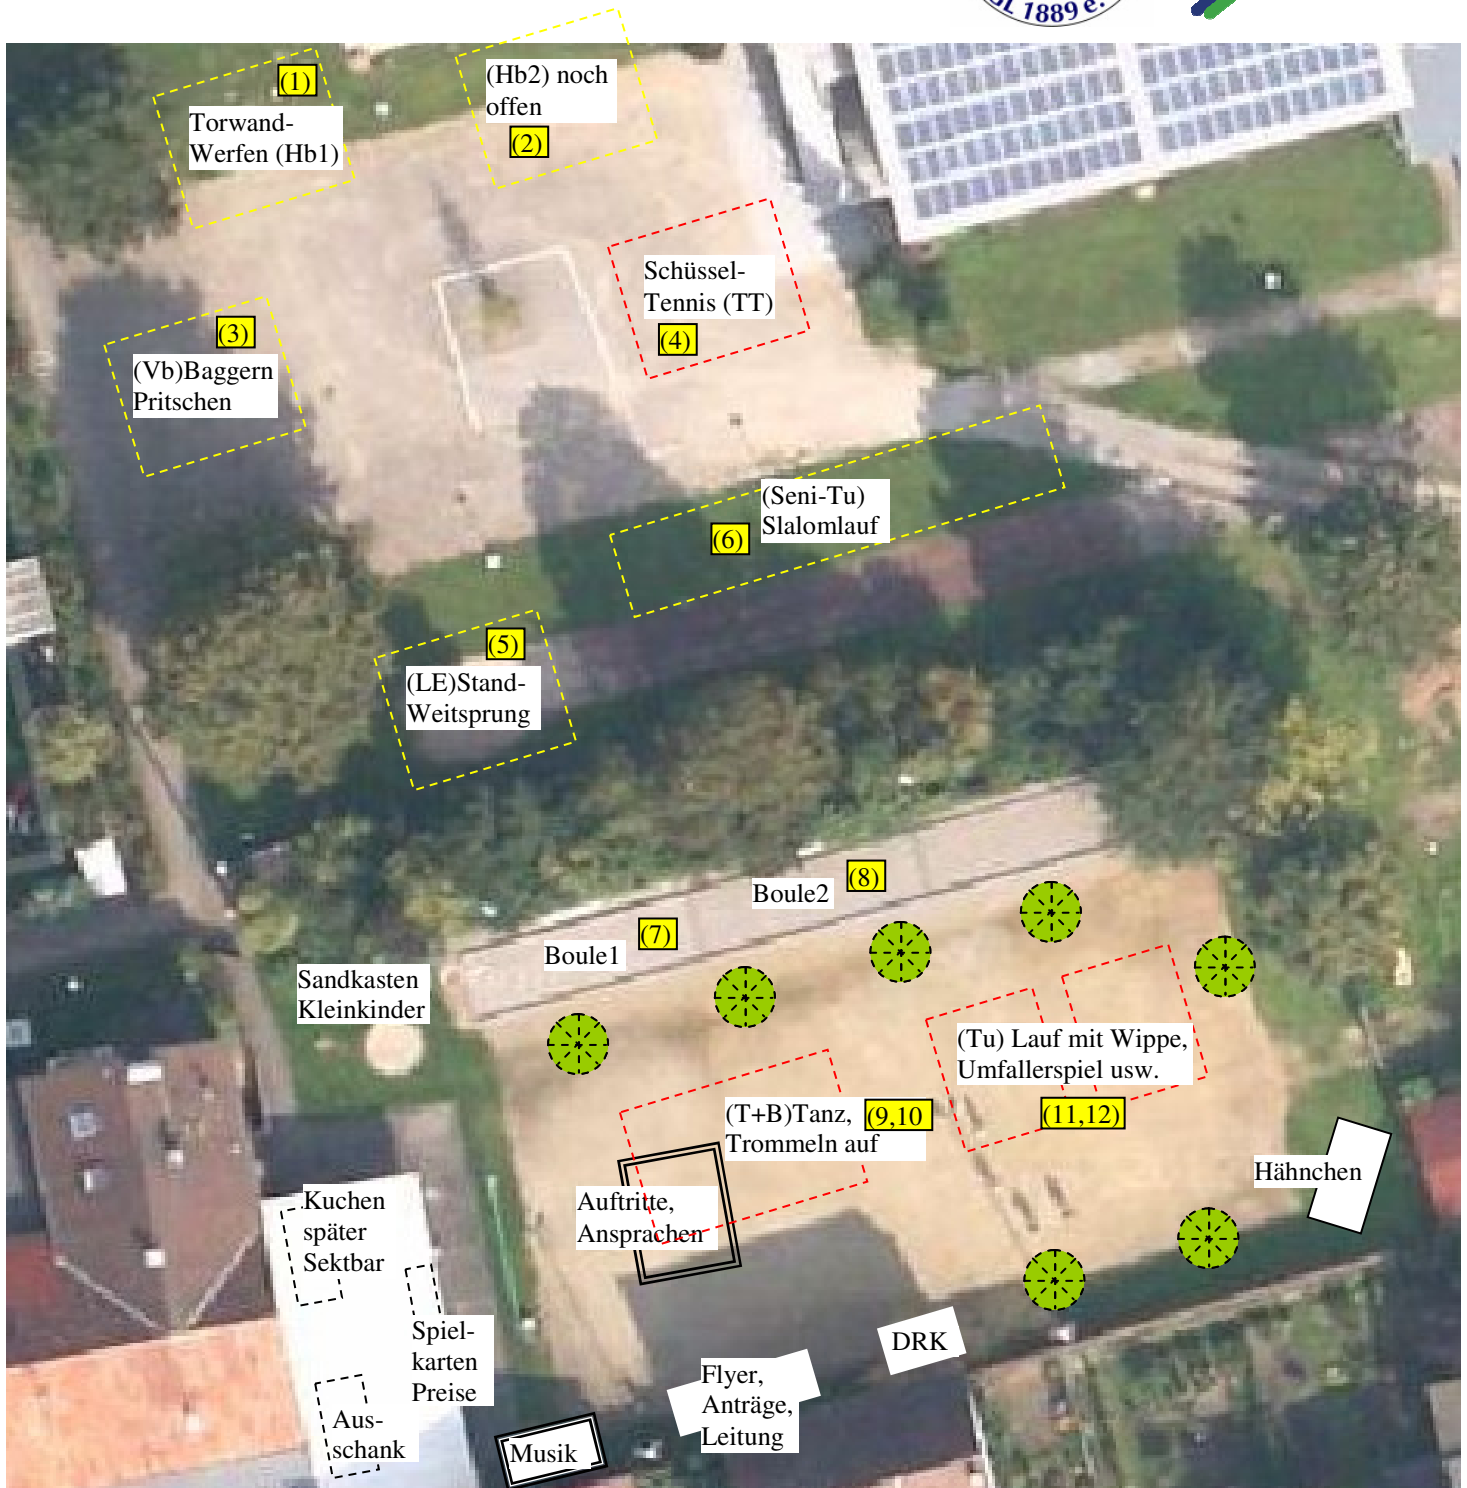 GL 1889 e.
(1)
Torwand-
Werfen (Hb1)
(Hb2) noch
offen
(2)
Schüssel-
Tennis (TT)
(4)
(3)
(Vb)Baggern
Pritschen
(Seni-Tu)
Slalomlauf
(6)
(5)
(LE)Stand-
Weitsprung
(8)
Boule2
(7)
Boule1
Sandkasten
Kleinkinder
(Tu) Lauf mit Wippe,
Umfallerspiel usw.
(11,12)
(T+B)Tanz,
Trommeln auf
(9,10
Hähnchen
Auftritte,
Ansprachen
Kuchen
später
Sektbar
Spiel-
karten
Preise
Aus-
schank
DRK
Flyer,
Anträge,
Leitung
Musik